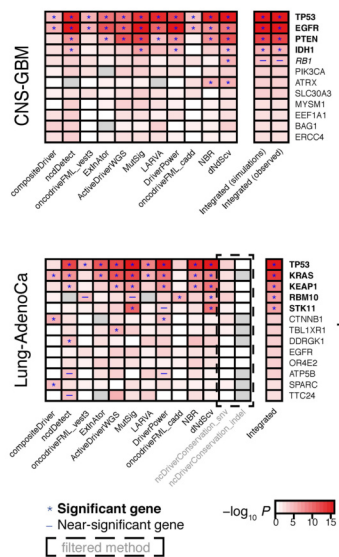 CNS-GBM
TP53
EGFR
PTEN
IDH1
RB1
PIK3CA
ATRX
SLC30A3
MYSM1
EEF1A1
BAG1
ERCC4
compositeDriver
ncdDetect
oncodriveFML_vest3
ExInAtor
ActiveDriverWGS
MutSig
LARVA
DriverPower
oncodriveFML_cadd
NBR
dNdScv
Integrated (simulations)
Integrated (observed)
Lung-AdenoCa
TP53
KRAS
KEAP1
RBM10
STK11
CTNNB1
TBL1XR1
DDRGK1
EGFR
OR4E2
ATP5B
SPARC
TTC24
compositeDriver
ncdDetect
oncodriveFML_vest3
ExInAtor
ActiveDriverWGS
MutSig
LARVA
DriverPower
oncodriveFML_cadd
NBR
dNdScv
ncDriverConservation_snv
ncDriverConservation_indel
Integrated
* Significant gene
– Near-significant gene
filtered method
−log10 P
0 5 10 15